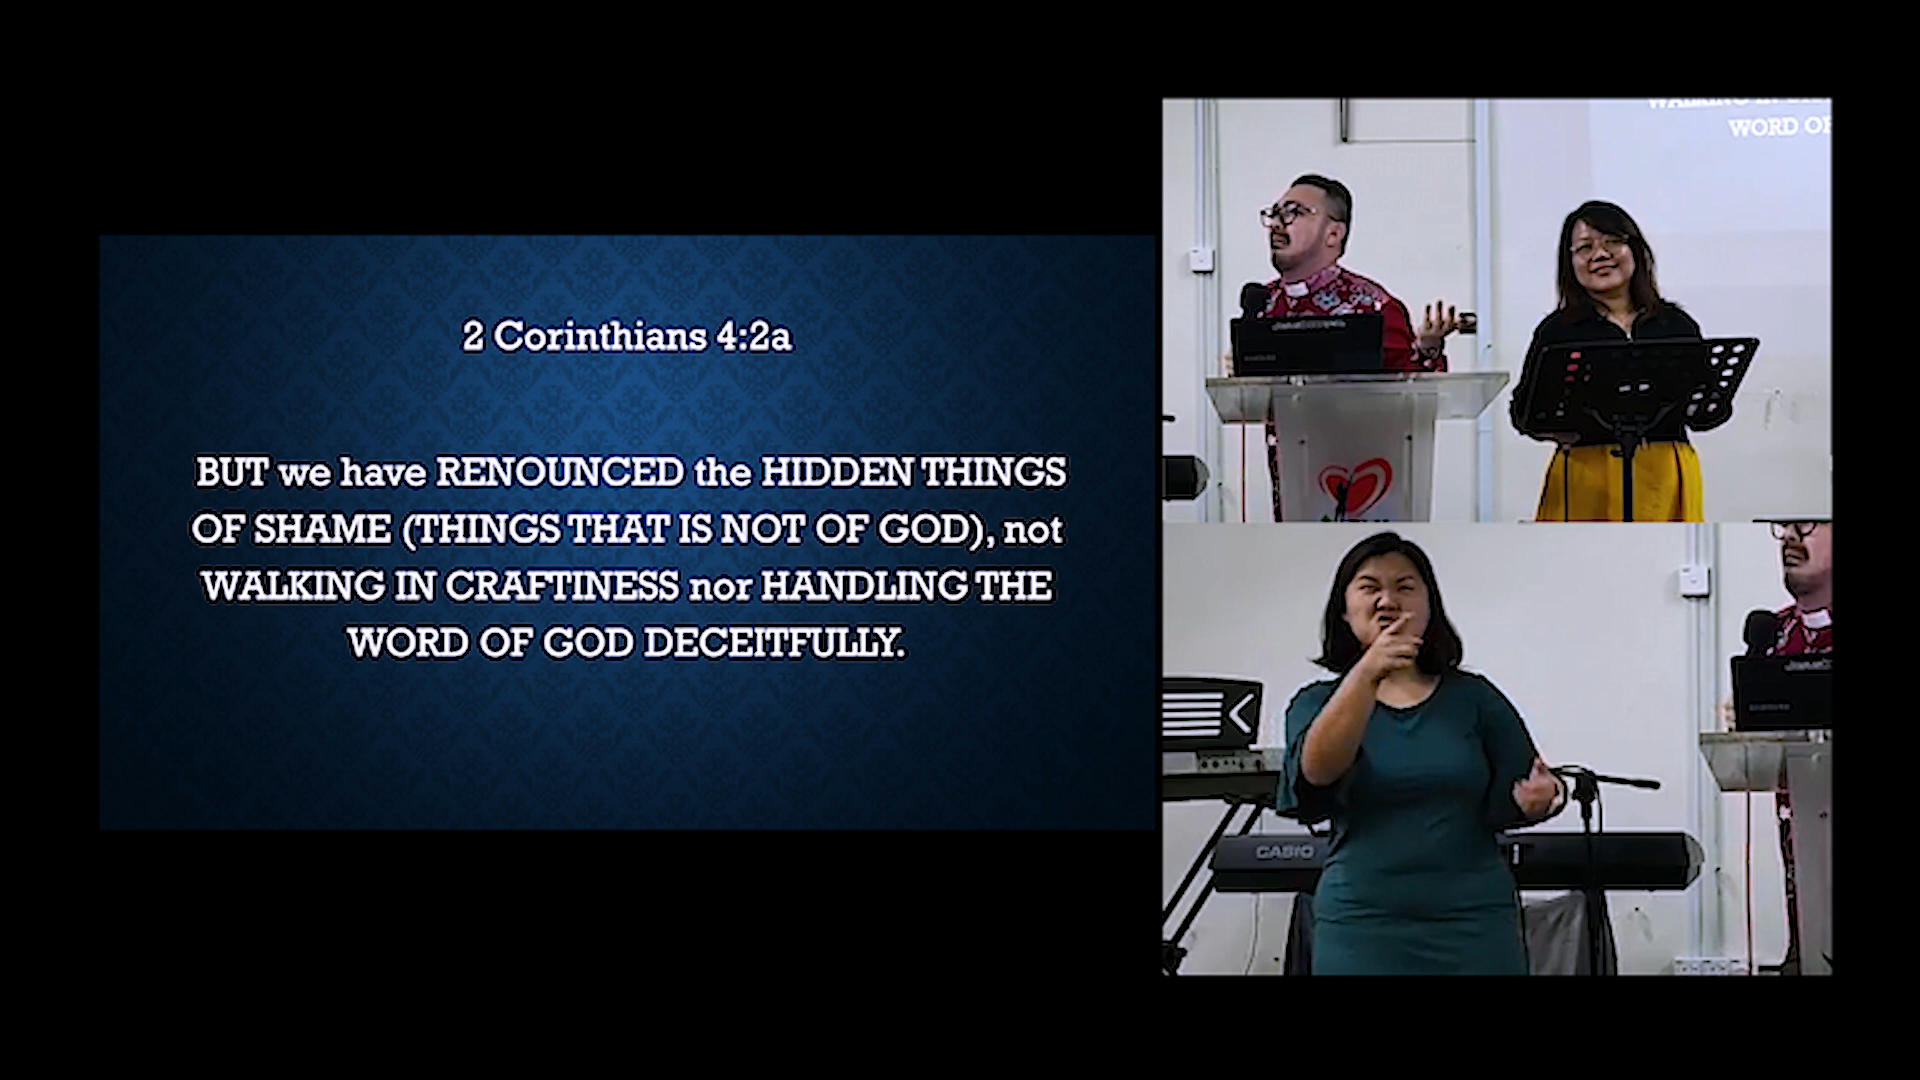 2 Corinthians 4:2a
BUT we have RENOUNCED the HIDDEN THINGS
OF SHAME (THINGS THAT IS NOT OF GOD), not
WALKING IN CRAFTINESS nor HANDLING THE
WORD OF GOD DECEITFULLY.
WORD OF
CASIO